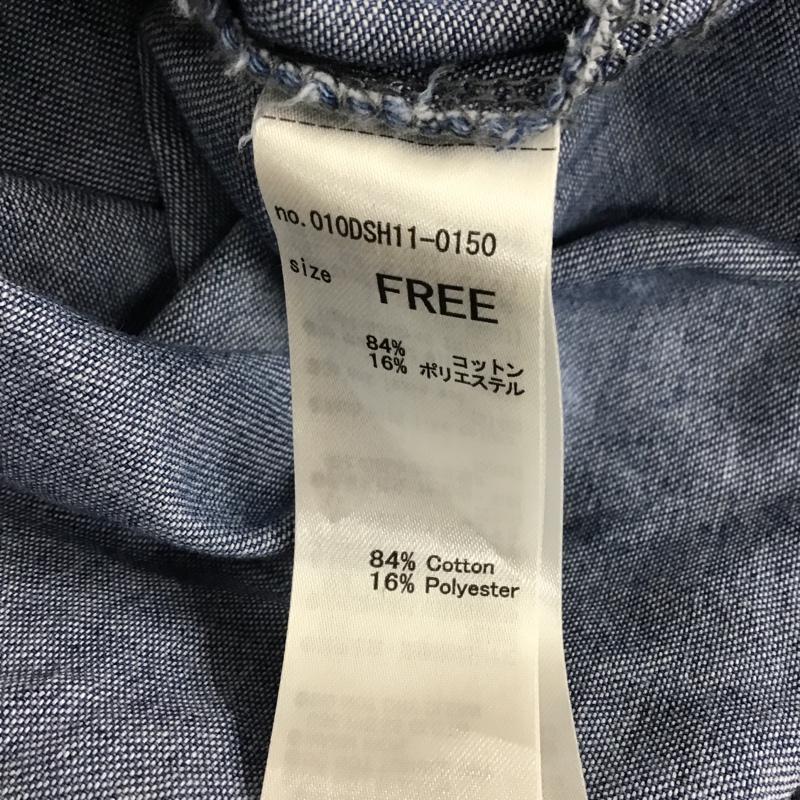 no.010DSH11-0150
size FREE
84% コットン
16% ポリエステル
84% Cotton
16% Polyester